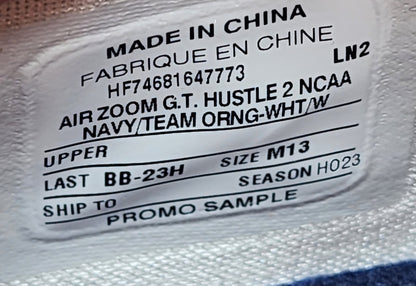 MADE IN CHINA
FABRIQUE EN CHINE
HF74681647773 LN2
AIR ZOOM G.T. HUSTLE 2 NCAA
NAVY/TEAM ORNG-WHT/W
UPPER
LAST BB-23H SIZE M13
SHIP TO SEASON HO23
PROMO SAMPLE